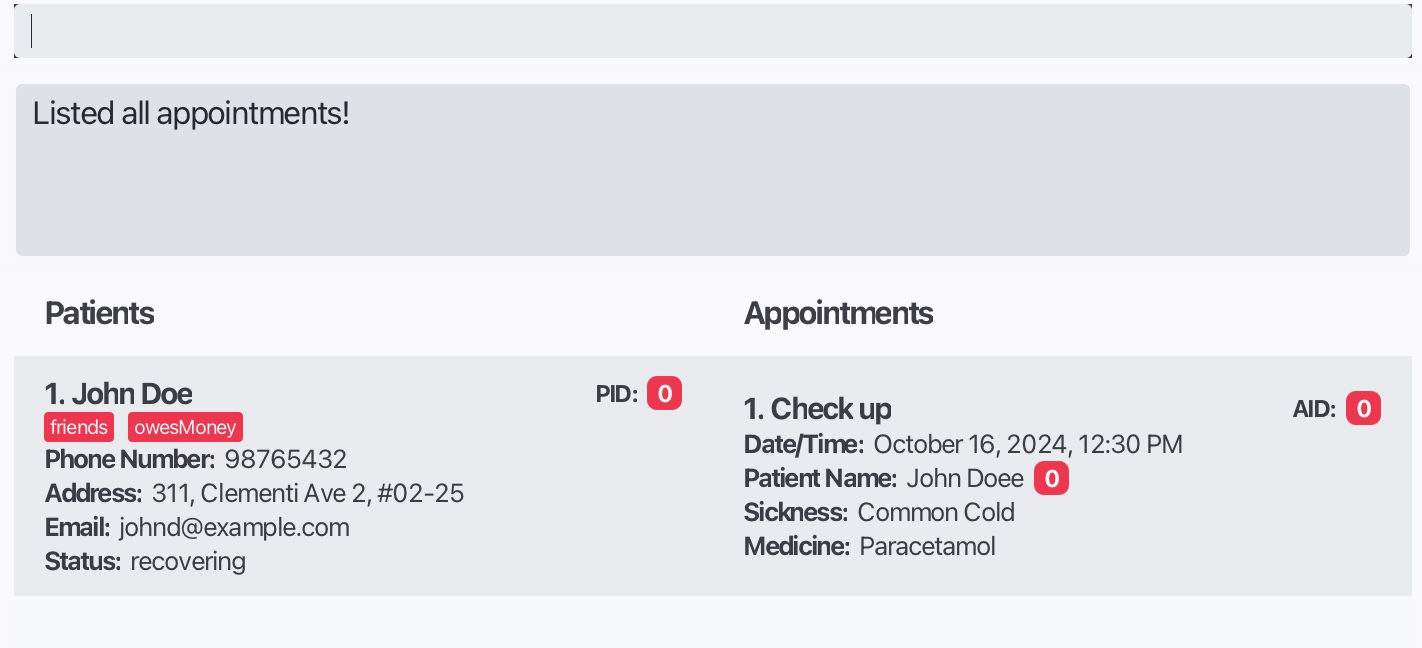 Listed all appointments!
Patients
1. John Doe PID: 0
friends owesMoney
Phone Number: 98765432
Address: 311, Clementi Ave 2, #02-25
Email: johnd@example.com
Status: recovering
Appointments
1. Check up AID: 0
Date/Time: October 16, 2024, 12:30 PM
Patient Name: John Doee 0
Sickness: Common Cold
Medicine: Paracetamol